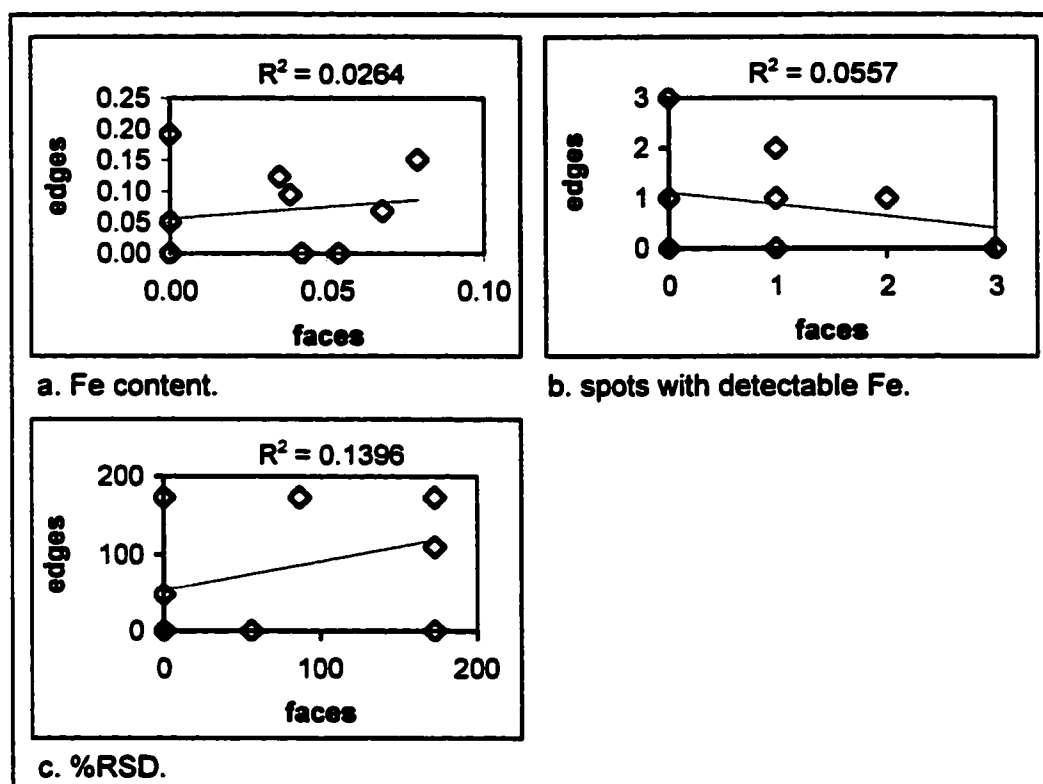 R² = 0.0264
0.25
0.20
0.15
0.10
0.05
0.00
edges
0.00 0.05 0.10
faces
a. Fe content.
R² = 0.0557
3
2
1
0
edges
0 1 2 3
faces
b. spots with detectable Fe.
R² = 0.1396
200
100
0
edges
0 100 200
faces
c. %RSD.